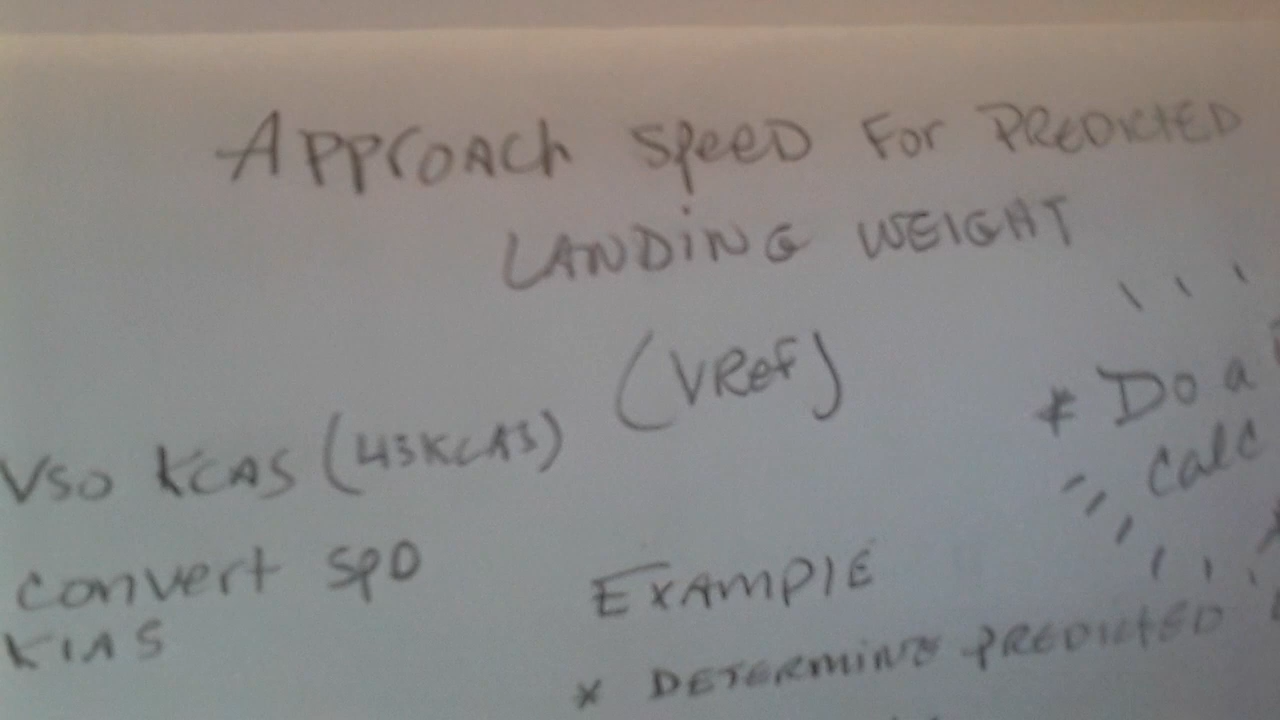 APPROACh SPeeD For PREDICTED
LANDiNG WEIGHT
(VRef)
VSO KCAS (43KCAS)
convert SPD
KIAS
* Do a
calc
EXAMPlE
* DETERMINE PREDICTED